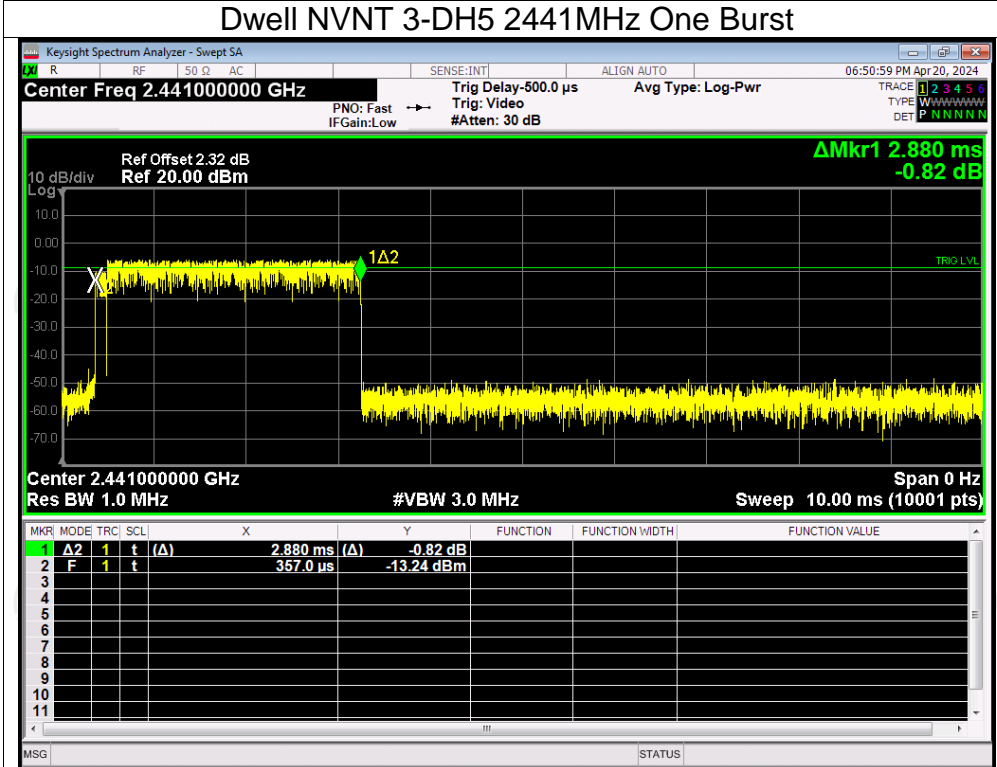 Dwell NVNT 3-DH5 2441MHz One Burst
Keysight Spectrum Analyzer - Swept SA
LXI R RF 50 Ω AC SENSE:INT ALIGN AUTO 06:50:59 PM Apr 20, 2024
Center Freq 2.441000000 GHz
PNO: Fast
IFGain:Low
Trig Delay-500.0 µs
Trig: Video
#Atten: 30 dB
Avg Type: Log-Pwr
TRACE 1 2 3 4 5 6
TYPE WWWWWW
DET P N N N N N
ΔMkr1 2.880 ms
-0.82 dB
Ref Offset 2.32 dB
10 dB/div Ref 20.00 dBm
Log
10.0
0.00
-10.0
-20.0
-30.0
-40.0
-50.0
-60.0
-70.0
1Δ2
TRIG LVL
Center 2.441000000 GHz Span 0 Hz
Res BW 1.0 MHz #VBW 3.0 MHz Sweep 10.00 ms (10001 pts)
MKR MODE TRC SCL X Y FUNCTION FUNCTION WIDTH FUNCTION VALUE
1 Δ2 1 t (Δ) 2.880 ms (Δ) -0.82 dB
2 F 1 t 357.0 µs -13.24 dBm
3
4
5
6
7
8
9
10
11
MSG STATUS